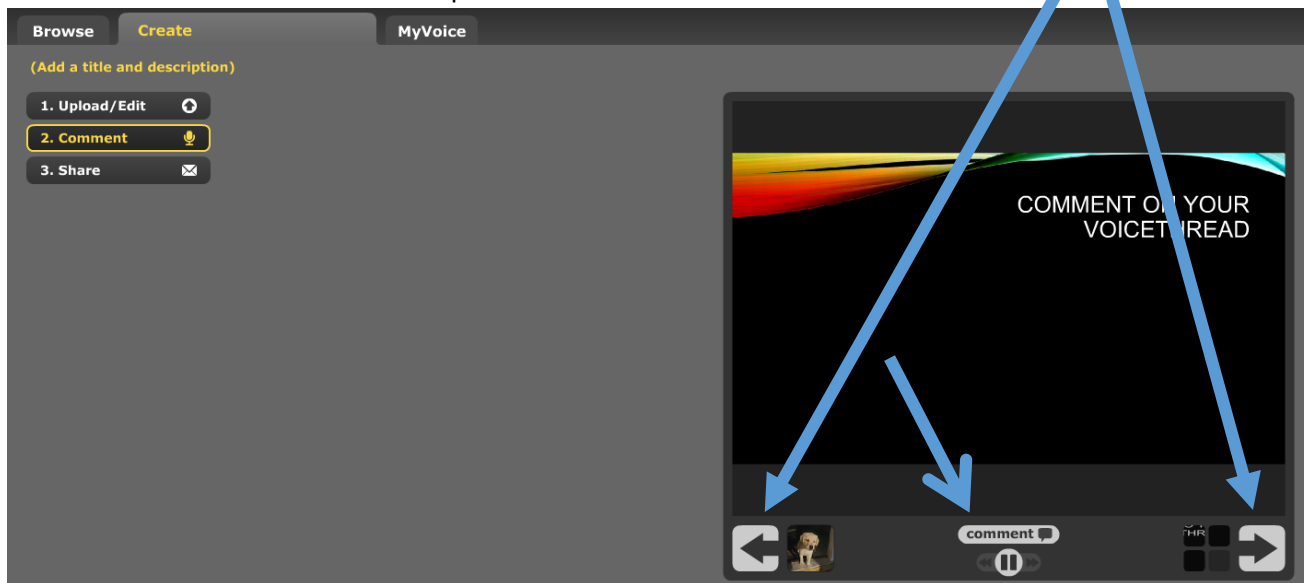 Browse Create MyVoice
(Add a title and description)
1. Upload/Edit
2. Comment
3. Share
COMMENT ON YOUR
VOICETHREAD
comment